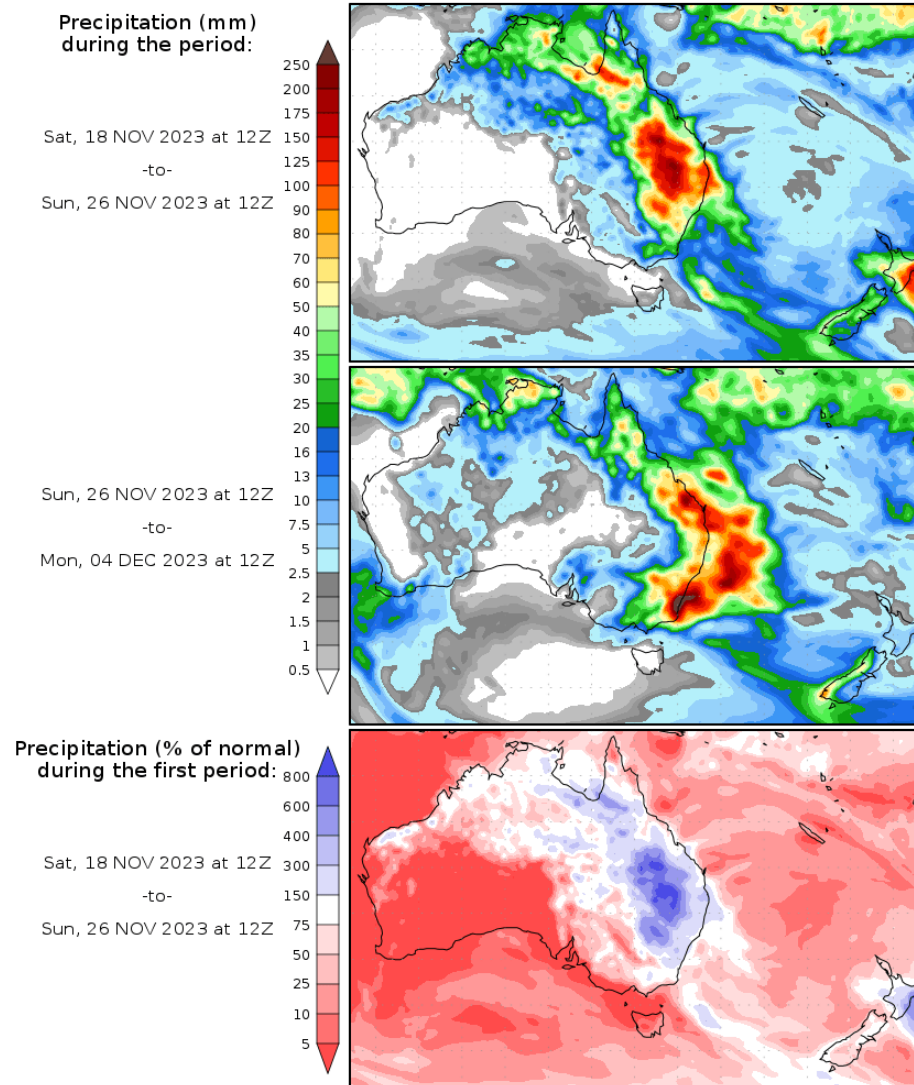 Precipitation (mm)
during the period:
250
200
175
150
125
100
90
80
70
60
50
40
35
30
25
20
16
13
10
7.5
5
2.5
2
1.5
1
0.5
Sat, 18 NOV 2023 at 12Z
-to-
Sun, 26 NOV 2023 at 12Z
Sun, 26 NOV 2023 at 12Z
-to-
Mon, 04 DEC 2023 at 12Z
Precipitation (% of normal)
during the first period:
800
600
400
300
150
75
50
25
10
5
Sat, 18 NOV 2023 at 12Z
-to-
Sun, 26 NOV 2023 at 12Z